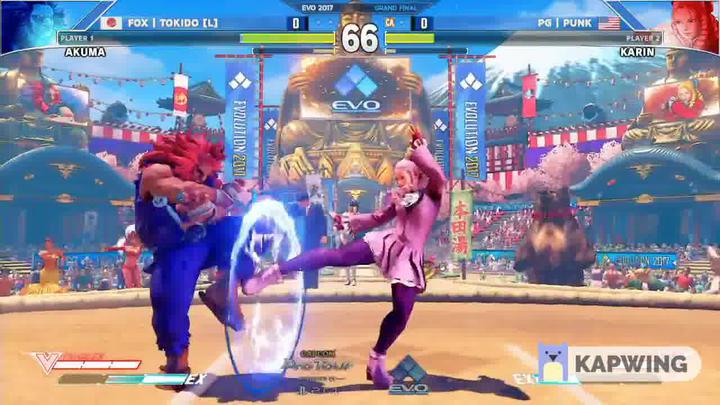 EVO 2017 GRAND FINAL
FOX | TOKIDO [L] 0 CA 0 PG | PUNK
66
PLAYER 1 PLAYER 2
AKUMA KARIN
EVO
EVOLUTION 2017
EVOLUTION 2017
本田湯
EVOLUTION 2017
CAPCOM
Pro Tour
EVO
EX
EX
KAPWING